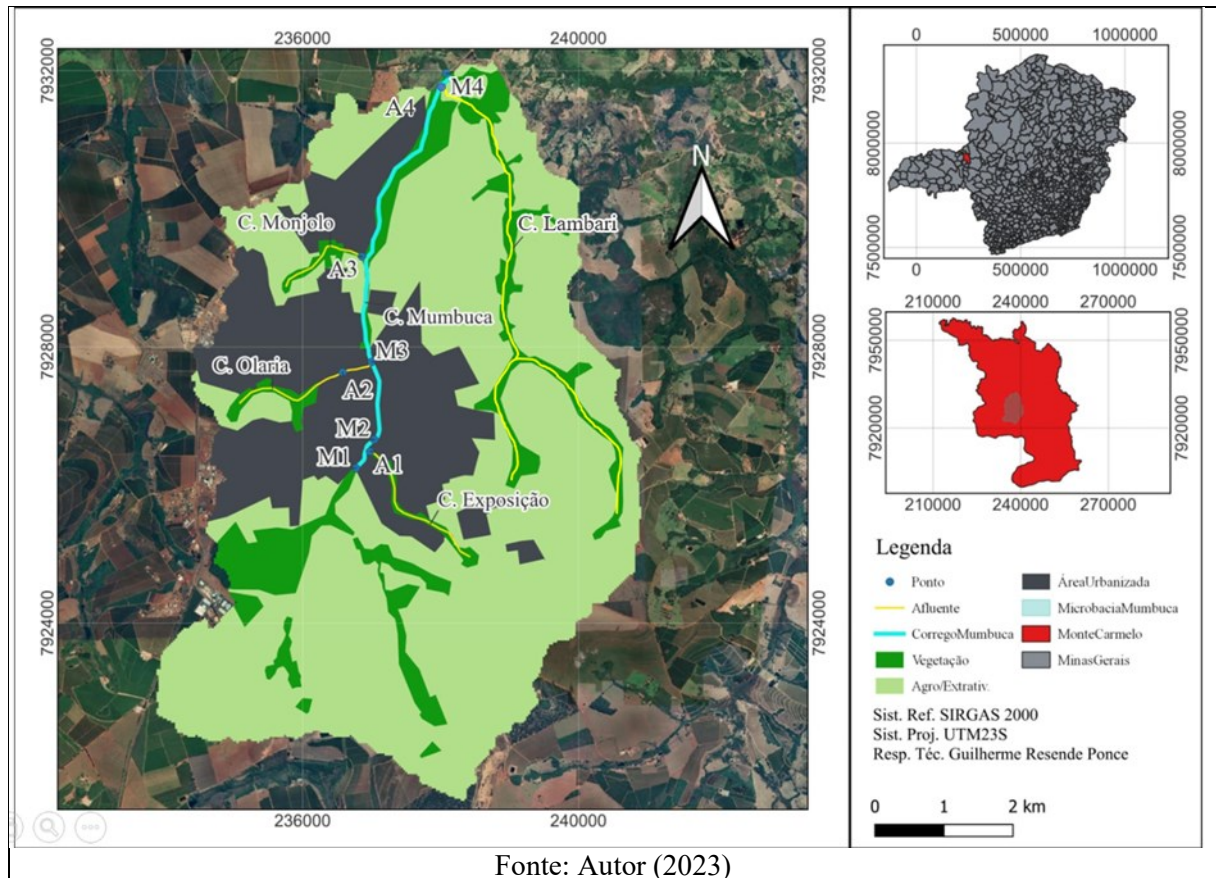 236000
240000
7932000
7932000
M4
A4
N
C. Monjolo
C. Lambari
A3
C. Mumbuca
7928000
7928000
M3
C. Olaria
A2
M2
M1
A1
C. Exposição
7924000
7924000
236000
240000
0
500000
1000000
8000000
8000000
7500000
7500000
0
500000
1000000
210000
240000
270000
7950000
7950000
7920000
7920000
210000
240000
270000
Legenda
Ponto
ÁreaUrbanizada
Afluente
MicrobaciaMumbuca
CorregoMumbuca
MonteCarmelo
Vegetação
MinasGerais
Agro/Extrativ.
Sist. Ref. SIRGAS 2000
Sist. Proj. UTM23S
Resp. Téc. Guilherme Resende Ponce
0 1 2 km
Fonte: Autor (2023)